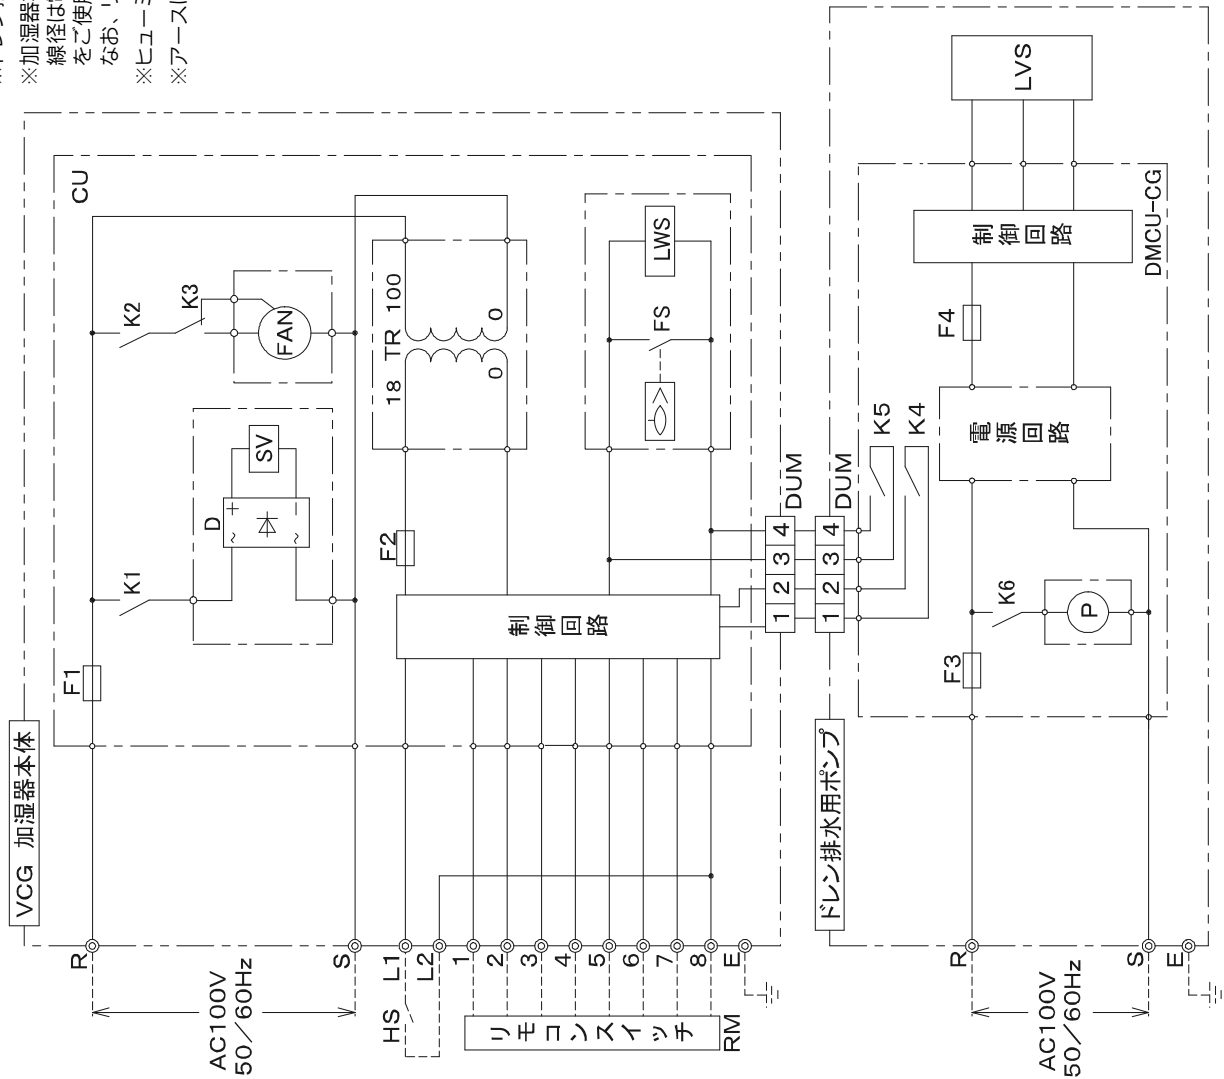 ※加湿器
線径は
をご使用
なお、リ
※ヒューミ
※アースに
VCG 加湿器本体
CU
R
F1
K1
D
+
−
~
~
SV
K2
K3
FAN
S
AC100V
50/60Hz
18 TR 100
0
0
F2
制御回路
LWS
FS
DUM
1 2 3 4
L1
L2
1
2
3
4
5
6
7
8
E
HS
リモコンスイッチ
RM
ドレン排水用ポンプ
DUM
1 2 3 4
K5
K4
R
F3
K6
P
電源回路
F4
制御回路
DMCU-CG
LVS
S
E
AC100V
50/60Hz